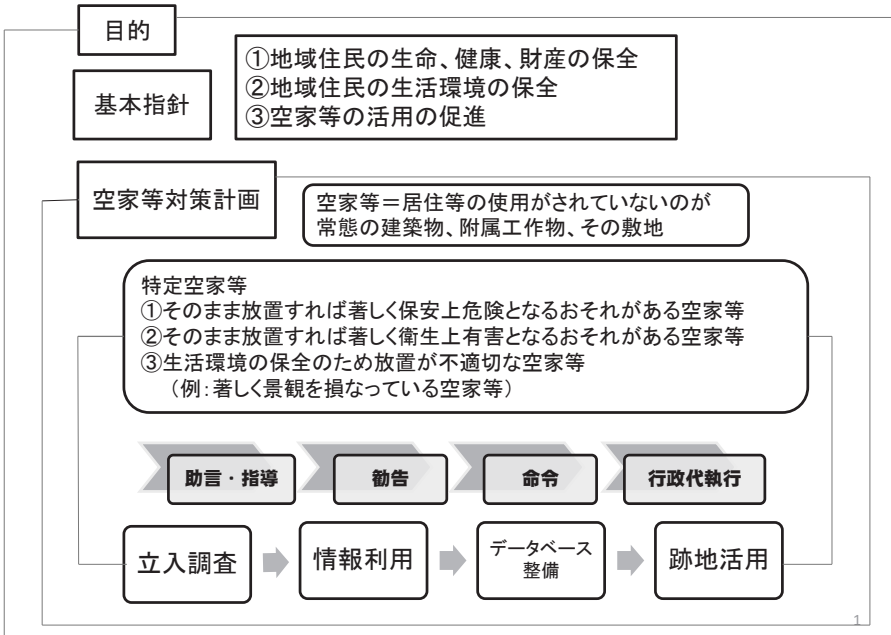 目的
①地域住民の生命、健康、財産の保全
②地域住民の生活環境の保全
③空家等の活用の促進
基本指針
空家等対策計画
空家等＝居住等の使用がされていないのが
常態の建築物、附属工作物、その敷地
特定空家等
①そのまま放置すれば著しく保安上危険となるおそれがある空家等
②そのまま放置すれば著しく衛生上有害となるおそれがある空家等
③生活環境の保全のため放置が不適切な空家等
（例：著しく景観を損なっている空家等）
助言・指導
勧告
命令
行政代執行
立入調査
情報利用
データベース
整備
跡地活用
1